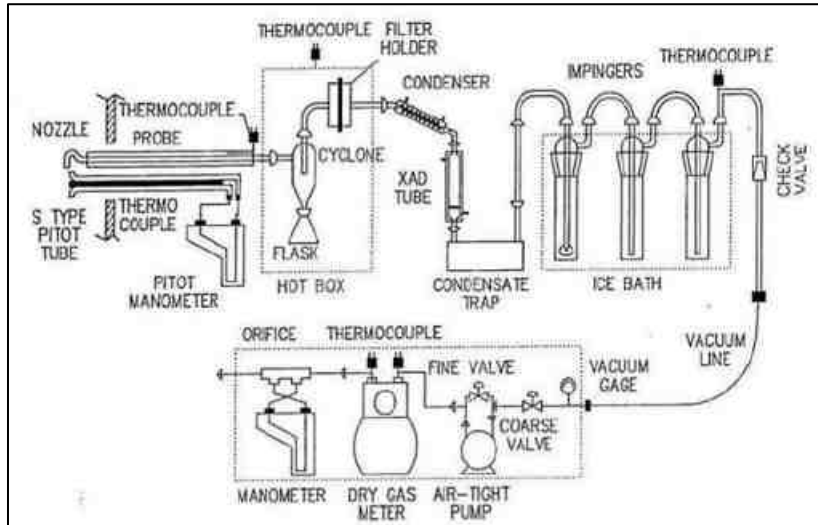 THERMOCOUPLE
FILTER
HOLDER
CONDENSER
IMPINGERS
THERMOCOUPLE
THERMOCOUPLE
NOZZLE
PROBE
CYCLONE
XAD
TUBE
CHECK
VALVE
S TYPE
PITOT
TUBE
THERMO
COUPLE
FLASK
PITOT
MANOMETER
HOT BOX
CONDENSATE
TRAP
ICE BATH
ORIFICE
THERMOCOUPLE
FINE VALVE
VACUUM
GAGE
VACUUM
LINE
COARSE
VALVE
MANOMETER
DRY GAS
METER
AIR-TIGHT
PUMP